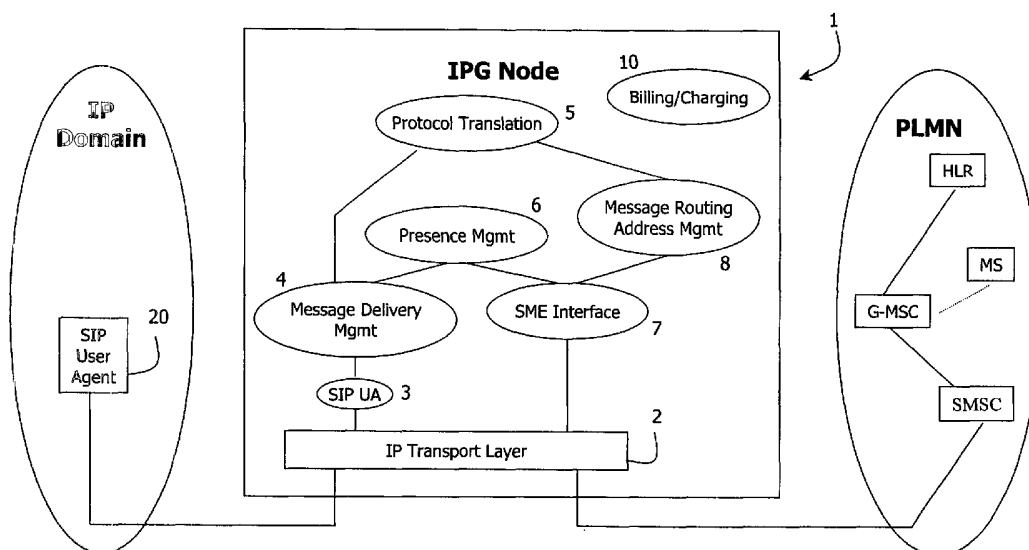 1
IP
Domain
IPG Node
10
Billing/Charging
Protocol Translation
5
PLMN
HLR
6
Presence Mgmt
Message Routing
Address Mgmt
8
MS
4
Message Delivery
Mgmt
SME Interface
7
G-MSC
20
SIP
User
Agent
SIP UA
3
SMSC
2
IP Transport Layer